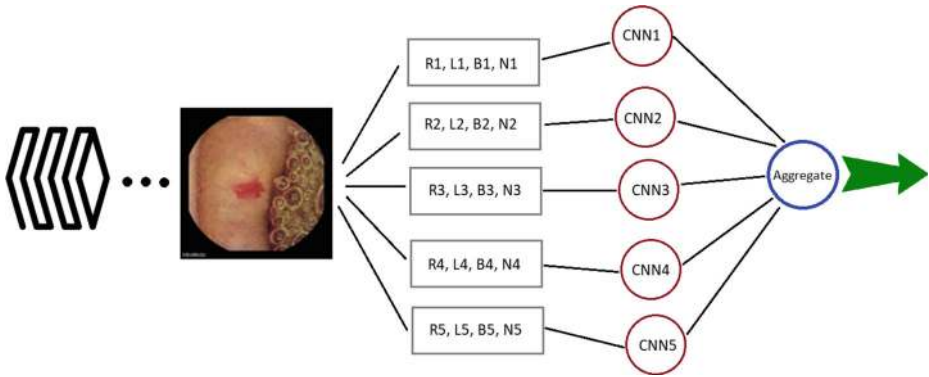 R1, L1, B1, N1
CNN1
R2, L2, B2, N2
CNN2
R3, L3, B3, N3
CNN3
Aggregate
R4, L4, B4, N4
CNN4
R5, L5, B5, N5
CNN5